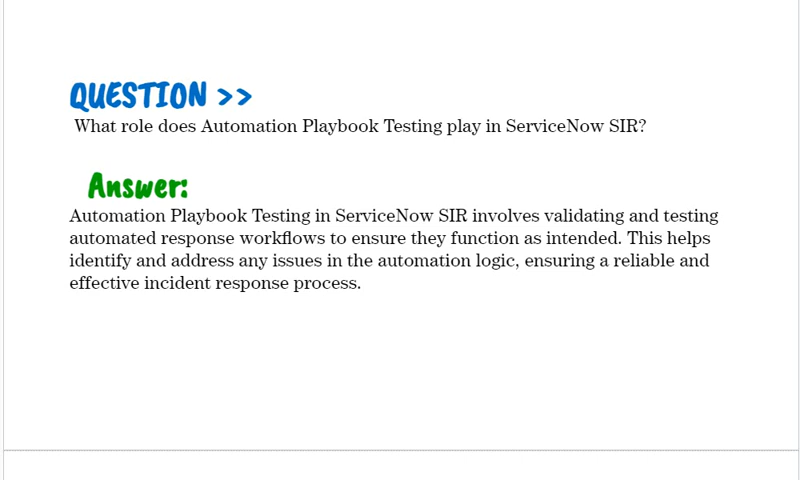 QUESTION >>
What role does Automation Playbook Testing play in ServiceNow SIR?
Answer:
Automation Playbook Testing in ServiceNow SIR involves validating and testing
automated response workflows to ensure they function as intended. This helps
identify and address any issues in the automation logic, ensuring a reliable and
effective incident response process.